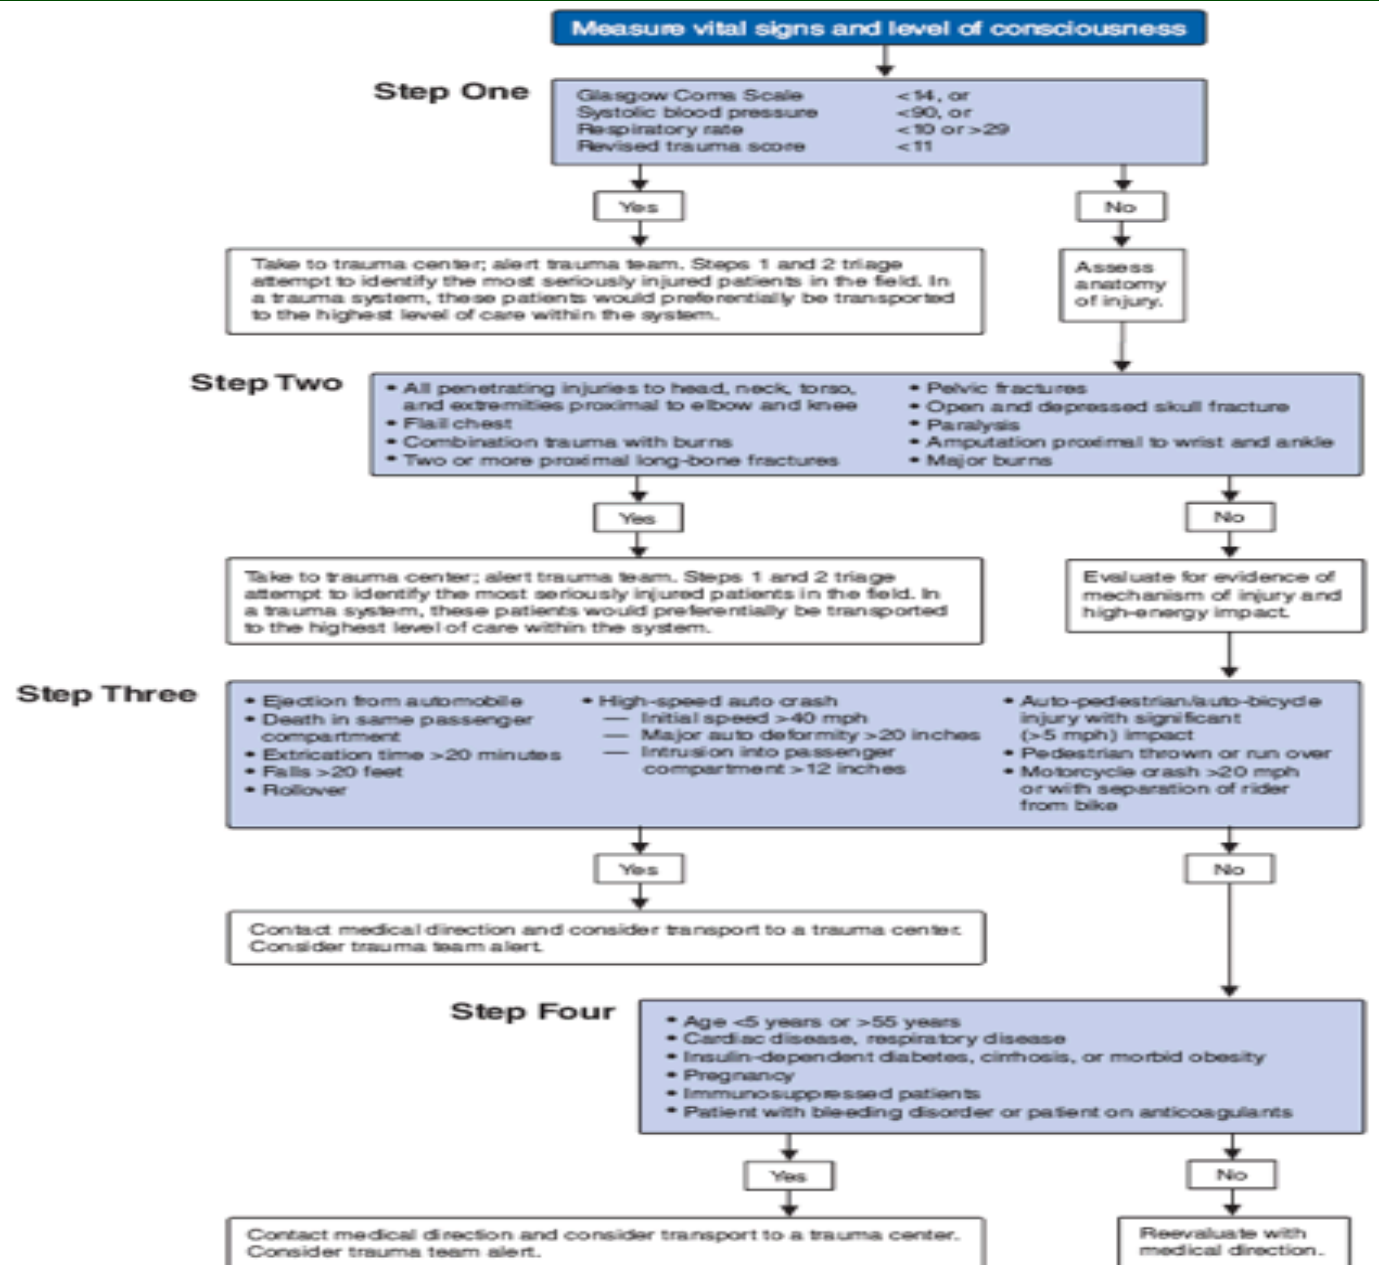 Measure vital signs and level of consciousness
Step One
Glasgow Coma Scale <14, or
Systolic blood pressure <90, or
Respiratory rate <10 or >29
Revised trauma score <11
Yes
No
Take to trauma center; alert trauma team. Steps 1 and 2 triage
attempt to identify the most seriously injured patients in the field. In
a trauma system, these patients would preferentially be transported
to the highest level of care within the system.
Assess
anatomy
of injury.
Step Two
• All penetrating injuries to head, neck, torso,
and extremities proximal to elbow and knee
• Flail chest
• Combination trauma with burns
• Two or more proximal long-bone fractures
• Pelvic fractures
• Open and depressed skull fracture
• Paralysis
• Amputation proximal to wrist and ankle
• Major burns
Yes
No
Take to trauma center; alert trauma team. Steps 1 and 2 triage
attempt to identify the most seriously injured patients in the field. In
a trauma system, these patients would preferentially be transported
to the highest level of care within the system.
Evaluate for evidence of
mechanism of injury and
high-energy impact.
Step Three
• Ejection from automobile
• Death in same passenger
compartment
• Extrication time >20 minutes
• Falls >20 feet
• Rollover
• High-speed auto crash
— Initial speed >40 mph
— Major auto deformity >20 inches
— Intrusion into passenger
compartment >12 inches
• Auto-pedestrian/auto-bicycle
injury with significant
(>5 mph) impact
• Pedestrian thrown or run over
• Motorcycle crash >20 mph
or with separation of rider
from bike
Yes
No
Contact medical direction and consider transport to a trauma center.
Consider trauma team alert.
Step Four
• Age <5 years or >55 years
• Cardiac disease, respiratory disease
• Insulin-dependent diabetes, cirrhosis, or morbid obesity
• Pregnancy
• Immunosuppressed patients
• Patient with bleeding disorder or patient on anticoagulants
Yes
No
Contact medical direction and consider transport to a trauma center.
Consider trauma team alert.
Reevaluate with
medical direction.